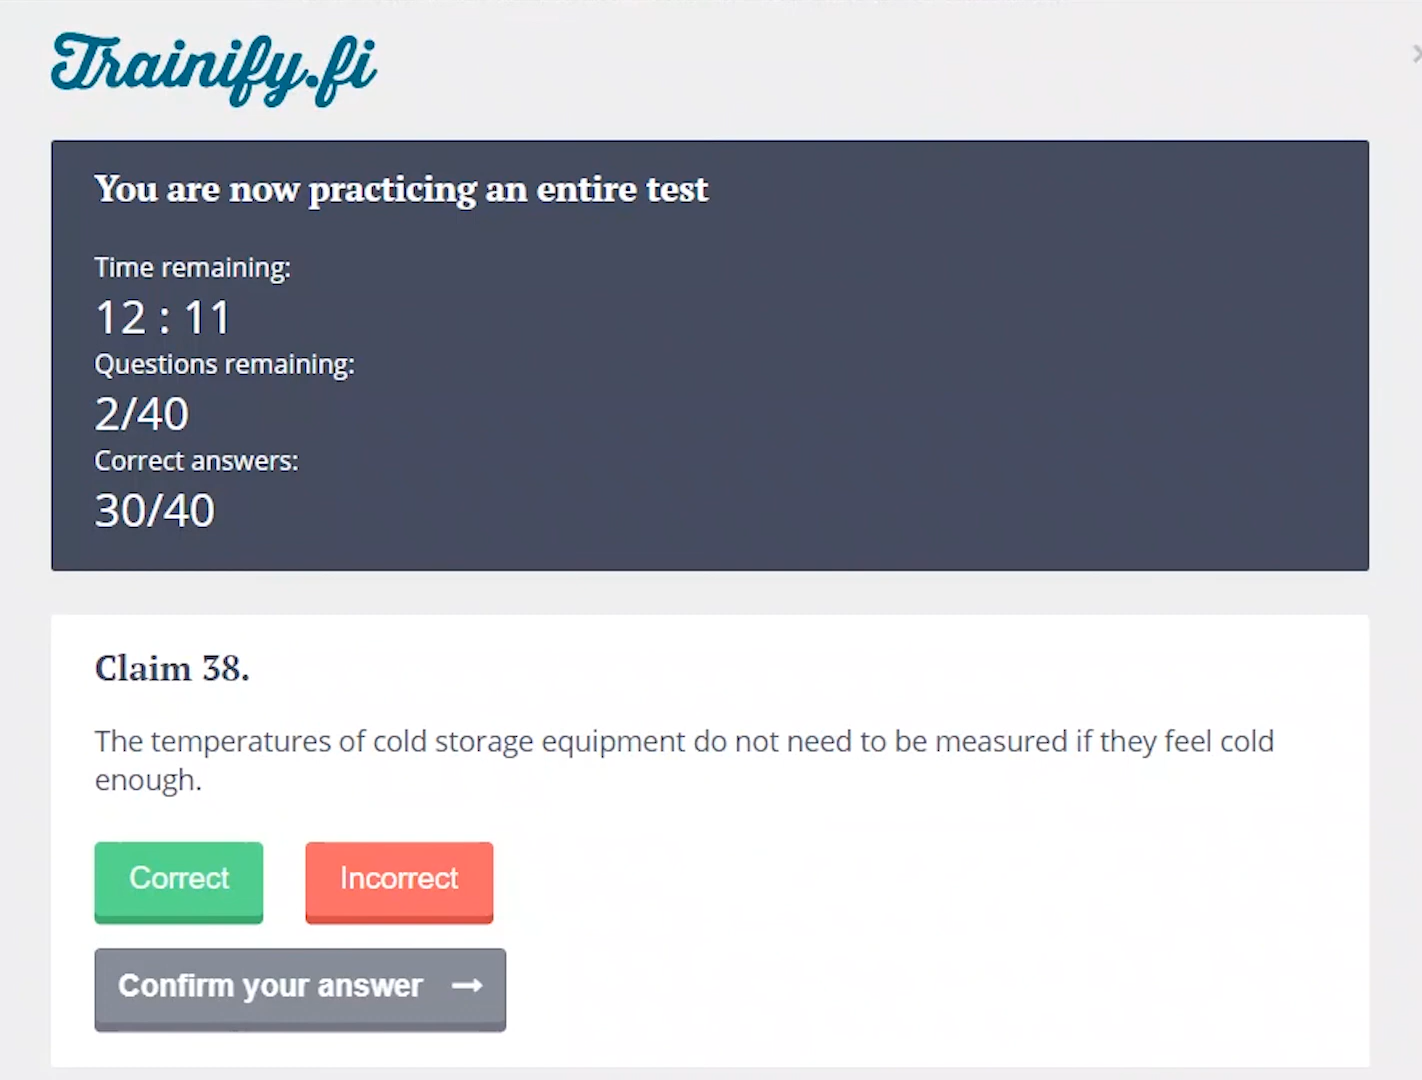 Trainify.fi
You are now practicing an entire test
Time remaining:
12 : 11
Questions remaining:
2/40
Correct answers:
30/40
Claim 38.
The temperatures of cold storage equipment do not need to be measured if they feel cold
enough.
Correct Incorrect
Confirm your answer →